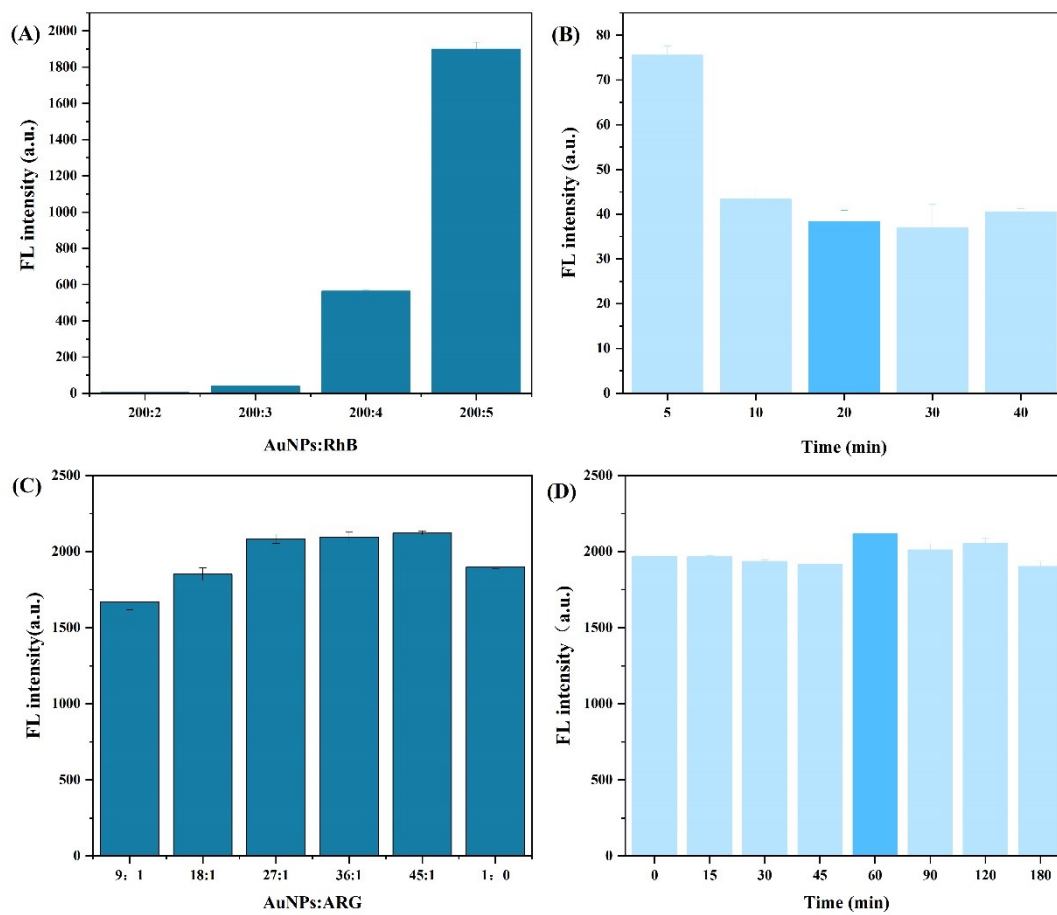 (A)
FL intensity (a.u.)
2000
1800
1600
1400
1200
1000
800
600
400
200
0
200:2 200:3 200:4 200:5
AuNPs:RhB
(B)
FL intensity (a.u.)
80
70
60
50
40
30
20
10
0
5 10 20 30 40
Time (min)
(C)
FL intensity(a.u.)
2500
2000
1500
1000
500
0
9：1 18:1 27:1 36:1 45:1 1：0
AuNPs:ARG
(D)
FL intensity（a.u.)
2500
2000
1500
1000
500
0
0 15 30 45 60 90 120 180
Time (min)